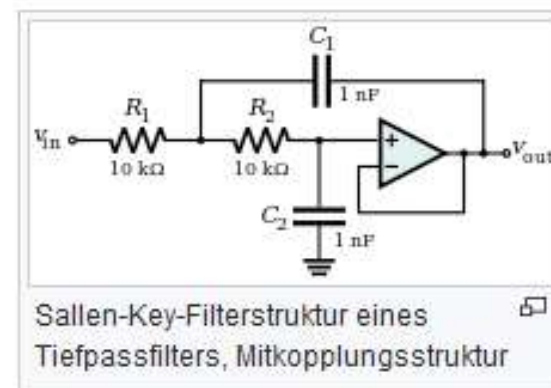 C1
1 nF
R1
R2
vin
10 kΩ
10 kΩ
+
−
vout
C2
1 nF
Sallen-Key-Filterstruktur eines
Tiefpassfilters, Mitkopplungsstruktur